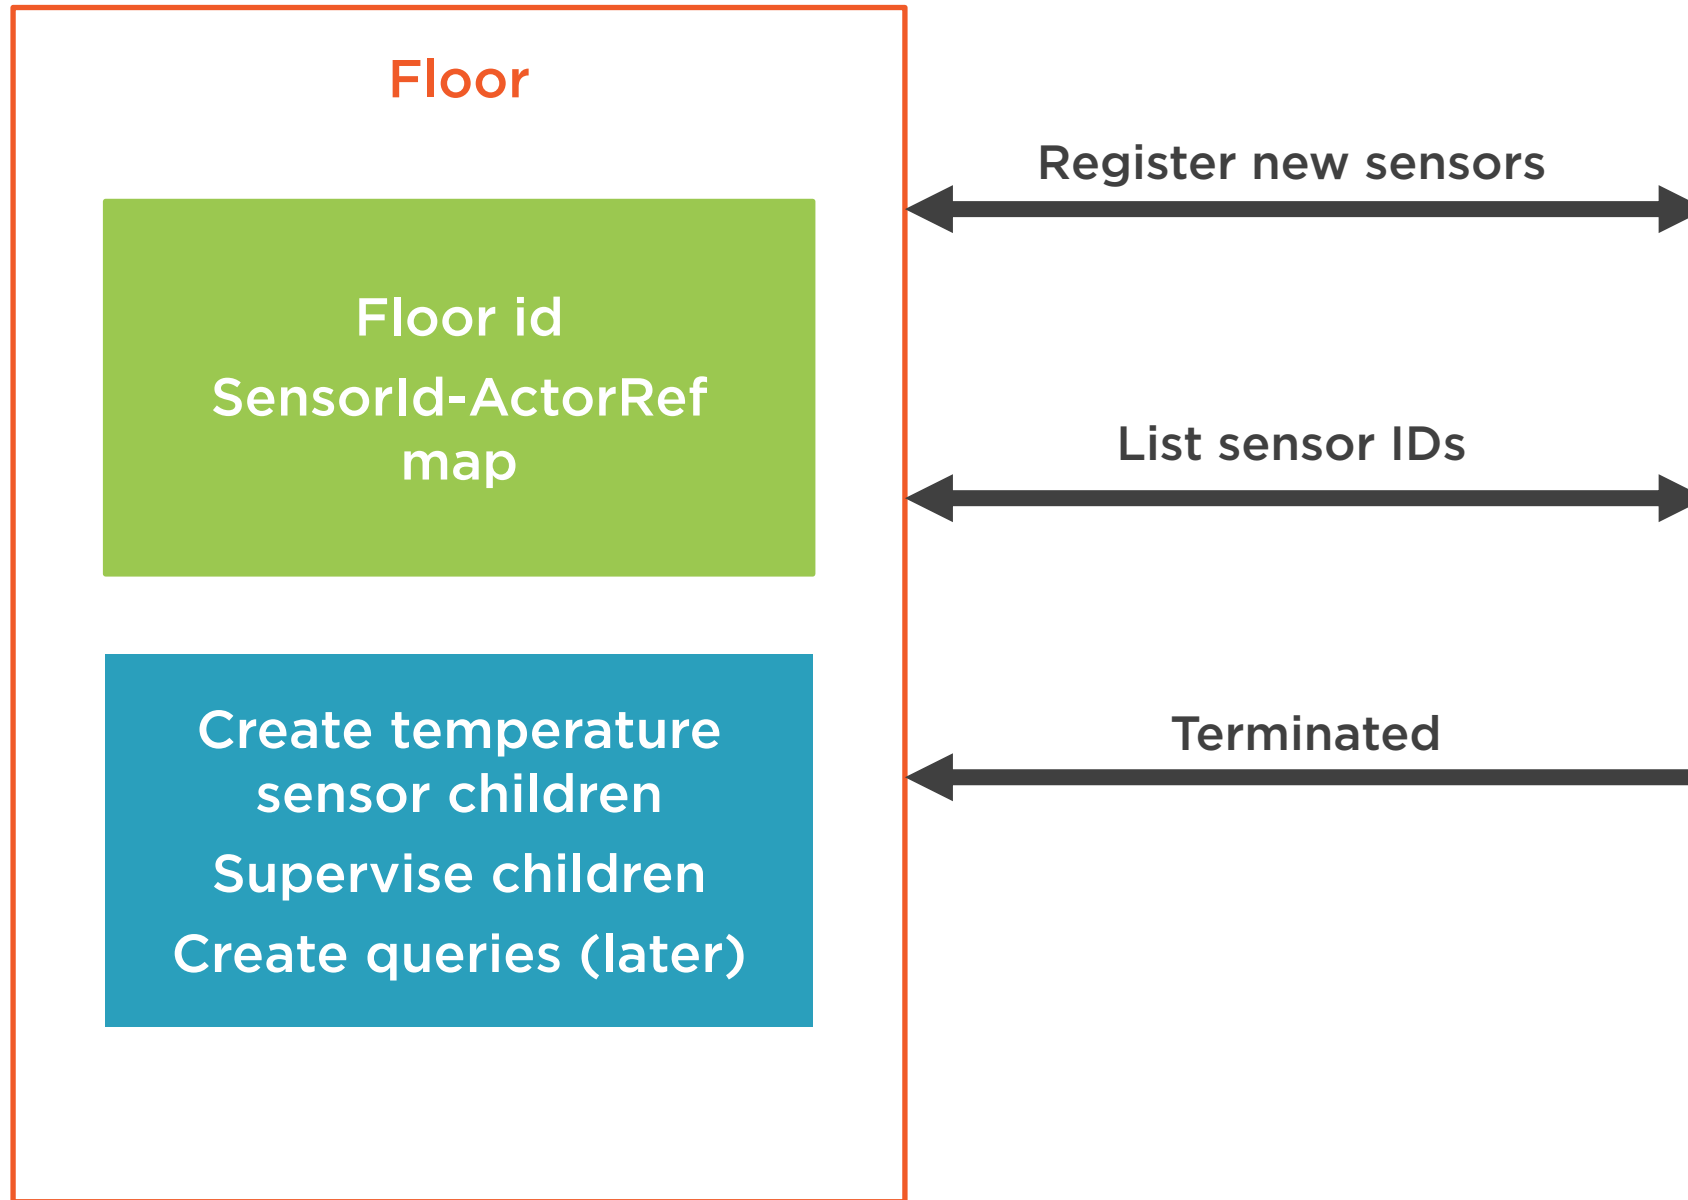 Floor
Floor id
SensorId-ActorRef
map
Create temperature
sensor children
Supervise children
Create queries (later)
Register new sensors
List sensor IDs
Terminated